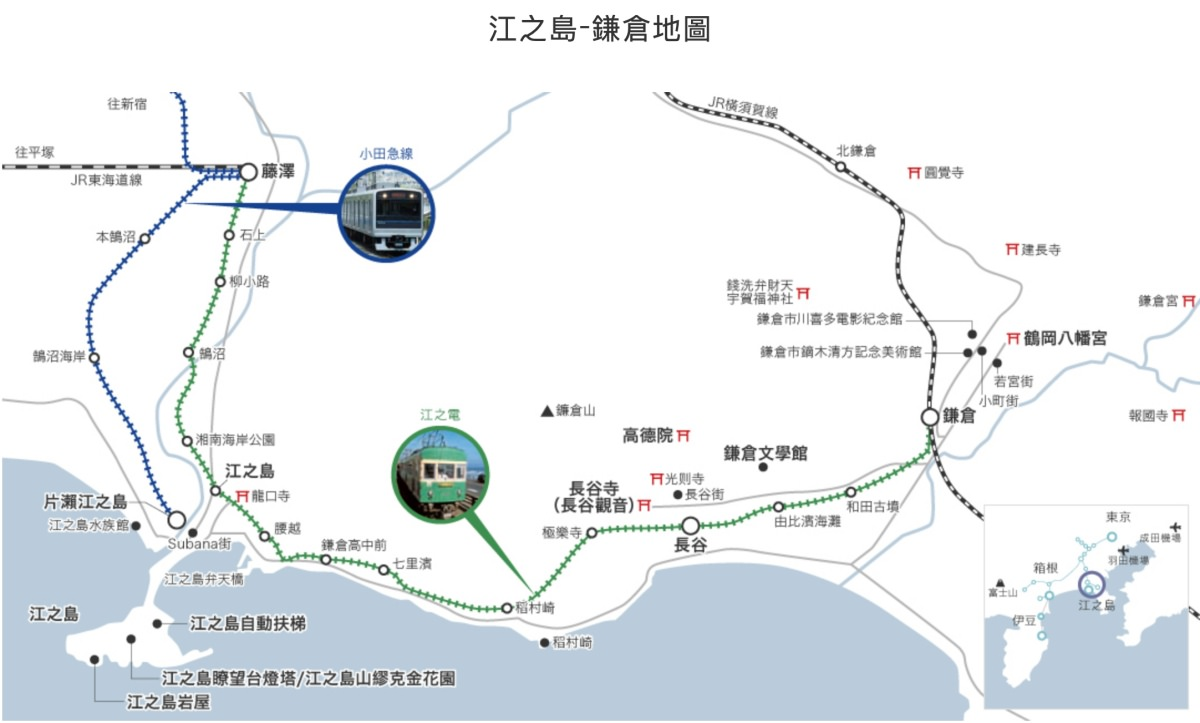 江之島-鎌倉地圖
往新宿
JR橫須賀線
往平塚
小田急線
北鎌倉
藤澤
圓覺寺
JR東海道線
本鵠沼
石上
建長寺
柳小路
錢洗弁財天
宇賀福神社
鎌倉宮
鎌倉市川喜多電影紀念館
鶴岡八幡宮
鵠沼海岸
鵠沼
鎌倉市鏑木清方記念美術館
若宮街
小町街
江之電
鐮倉山
鎌倉
報國寺
湘南海岸公園
高德院
鎌倉文學館
江之島
光則寺
片瀨江之島
龍口寺
長谷寺
(長谷觀音)
長谷街
和田古墳
江之島水族館
腰越
極樂寺
由比濱海灘
東京
Subana街
鎌倉高中前
長谷
成田機場
羽田機場
江之島弁天橋
七里濱
箱根
富士山
江之島
稻村崎
江之島
江之島自動扶梯
伊豆
稻村崎
江之島瞭望台燈塔/江之島山繆克金花園
江之島岩屋